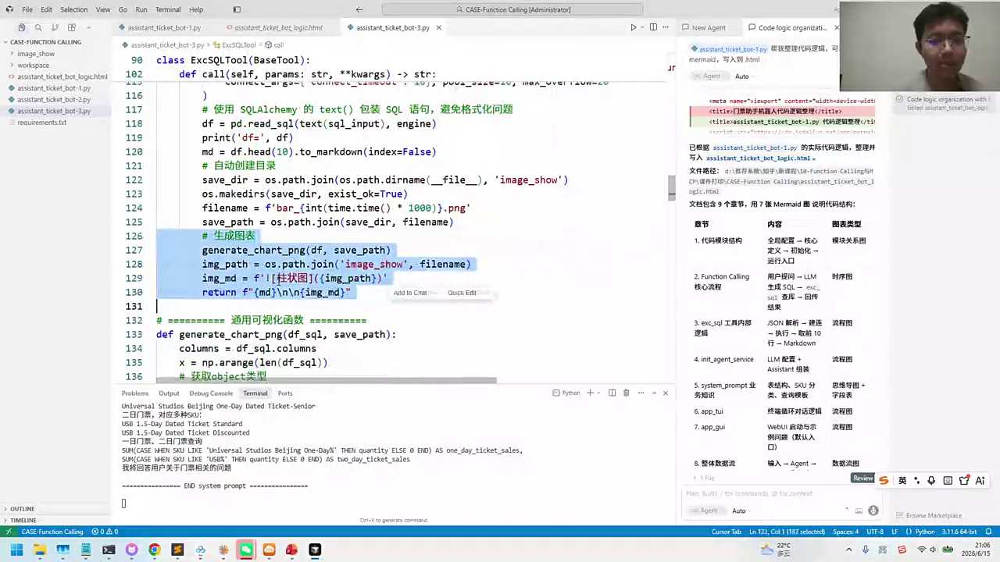 File Edit Selection View Go Run Terminal Help
CASE-Function Calling [Administrator]
CASE-FUNCTION CALLING
image_show
workspace
assistant_ticket_bot_logic.html
assistant_ticket_bot-1.py
assistant_ticket_bot-2.py
assistant_ticket_bot-3.py
requirements.txt
OUTLINE
TIMELINE
assistant_ticket_bot-1.py
assistant_ticket_bot_logic.html
assistant_ticket_bot-3.py
assistant_ticket_bot-3.py > ExcSQLTool > call
90 class ExcSQLTool(BaseTool):
102 def call(self, params: str, **kwargs) -> str:
116 )
117 # 使用 SQLAlchemy 的 text() 包装 SQL 语句，避免格式化问题
118 df = pd.read_sql(text(sql_input), engine)
119 print('df=', df)
120 md = df.head(10).to_markdown(index=False)
121 # 自动创建目录
122 save_dir = os.path.join(os.path.dirname(__file__), 'image_show')
123 os.makedirs(save_dir, exist_ok=True)
124 filename = f'bar_{int(time.time() * 1000)}.png'
125 save_path = os.path.join(save_dir, filename)
126 # 生成图表
127 generate_chart_png(df, save_path)
128 img_path = os.path.join('image_show', filename)
129 img_md = f'![柱状图]({img_path})'
130 return f"{md}\n\n{img_md}"
Add to Chat Quick Edit
131
132 # ========== 通用可视化函数 ==========
133 def generate_chart_png(df_sql, save_path):
134 columns = df_sql.columns
135 x = np.arange(len(df_sql))
136 # 获取object类型
Problems Output Debug Console Terminal Ports
Python
Universal Studios Beijing One-Day Dated Ticket-Senior
二日门票，对应多种SKU：
USB 1.5-Day Dated Ticket Standard
USB 1.5-Day Dated Ticket Discounted
一日门票、二日门票查询
SUM(CASE WHEN SKU LIKE 'Universal Studios Beijing One-Day%' THEN quantity ELSE 0 END) AS one_day_ticket_sales,
SUM(CASE WHEN SKU LIKE 'USB%' THEN quantity ELSE 0 END) AS two_day_ticket_sales
我将回答用户关于门票相关的问题
================ END system prompt ================
Ctrl+K to generate command
New Agent
Code logic organizati...
assistant_ticket_bot-1.py 帮我整理代码逻辑，可
mermaid，写入到 .html
Agent Auto
<meta name="viewport" content="width=device-widt
<title>门票助手机器人代码逻辑整理</title>
<title>assistant_ticket_bot-1.py 代码逻辑整理</tit
已根据 assistant_ticket_bot-1.py 的实际代码逻辑，整理并
写入 assistant_ticket_bot_logic.html 。
文件路径： d:\推荐系统\知乎\新课程\10-Function Calling与M
CP\课件打印\CASE-Function Calling\assistant_ticket_bot_l
ogic.html
文档包含 9 个章节，用 7 张 Mermaid 图 说明代码结构：
章节 内容 图表类型
1. 代码模块结构 全局配置 → 核心定义 → 初始化 → 运行入口 模块关系图
2. Function Calling 核心流程 用户提问 → LLM 生成 SQL → exc_sql 查库 → 回传结果 时序图
3. exc_sql 工具内部逻辑 JSON 解析 → 建连 → 执行 → 取前 10 行 → Markdown 流程图
4. init_agent_service LLM 配置 + Assistant 组装 流程图
5. system_prompt 业务知识 表结构、SKU 分类、查询模板 思维导图 + 字段表
6. app_tui 终端循环对话逻辑 流程图
7. app_gui WebUI 启动与示例问题（默认入口） 流程图
8. 整体数据流 输入 → Agent → 数据流图
1 File
Review
Agent Auto
Code logic organization with
Edited assistant_ticket_bot_logic
Browse Marketplace
英
CASE-Function Calling 0 0
Cursor Tab Ln 131, Col 1 (187 selected) Spaces: 4 UTF-8 LF Python 3.11.6 64-bit
22°C
多云
21:06
2026/6/15